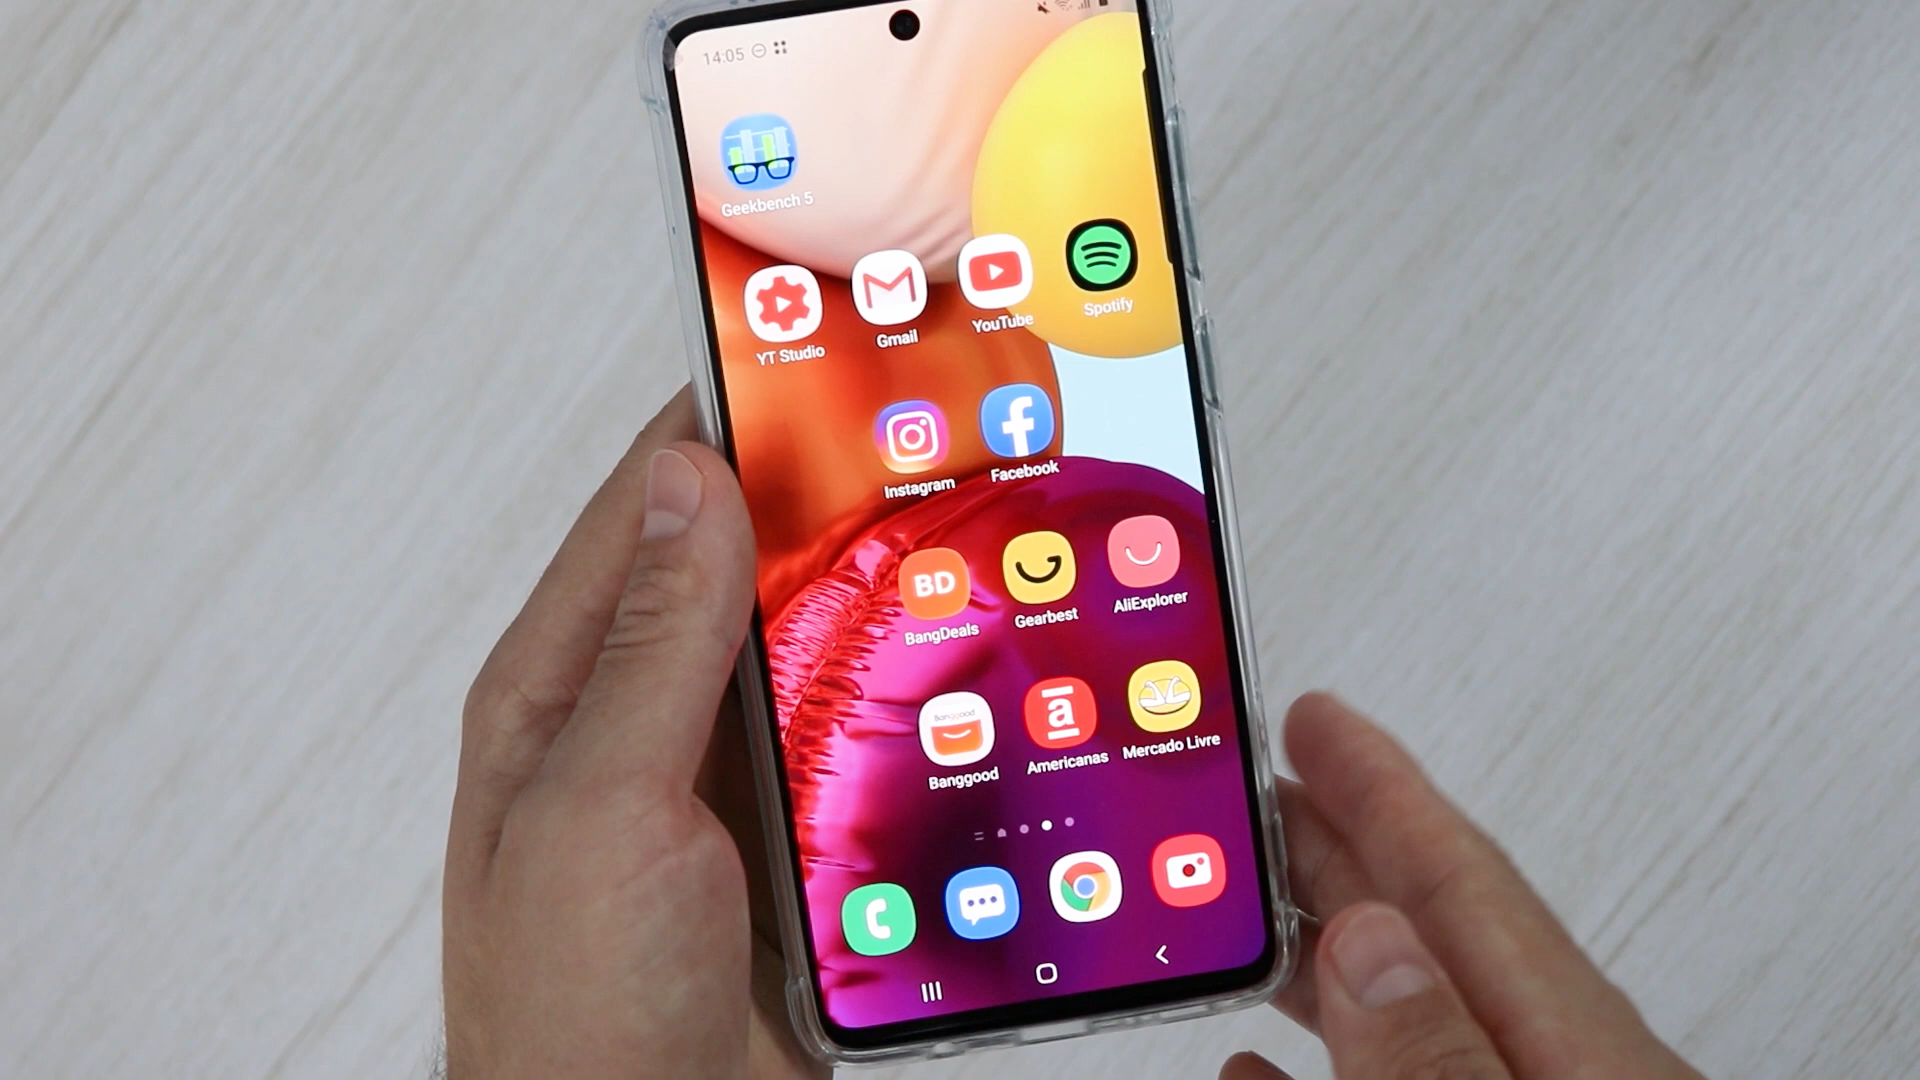 14:05
Geekbench 5
YT Studio
Gmail
YouTube
Spotify
Instagram
Facebook
BD
BangDeals
Gearbest
AliExplorer
Banggood
Banggood
a
Americanas
Mercado Livre